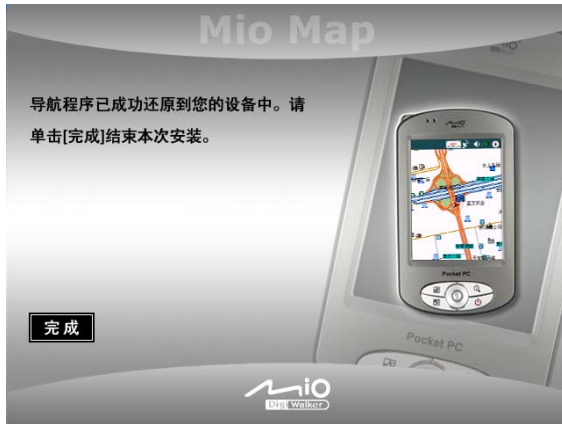 Mio Map
导航程序已成功还原到您的设备中。请
单击[完成]结束本次安装。
Mio
Pocket PC
Pocket PC
完成
Mio
DigiWalker